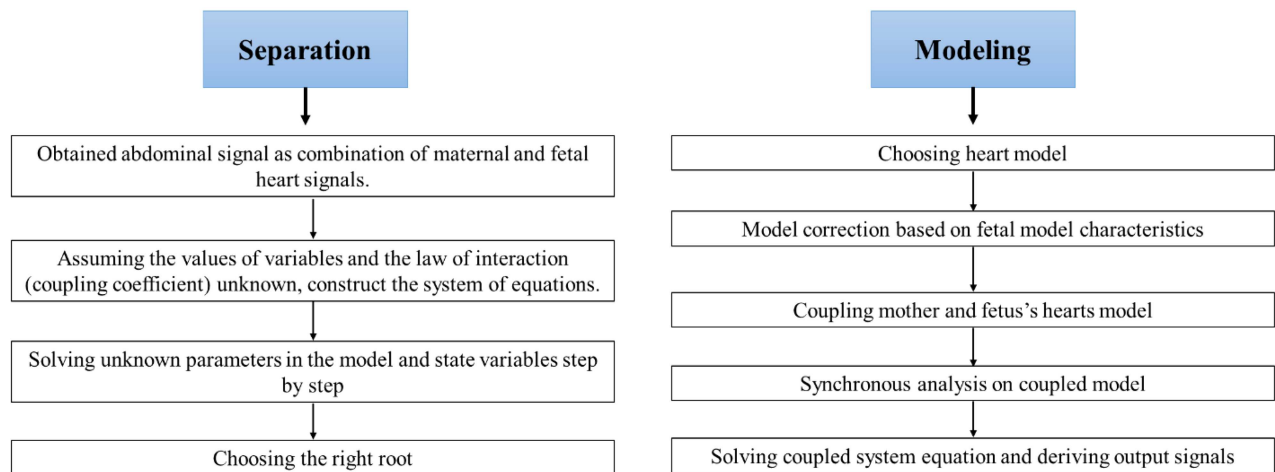 Separation
Obtained abdominal signal as combination of maternal and fetal
heart signals.
Assuming the values of variables and the law of interaction
(coupling coefficient) unknown, construct the system of equations.
Solving unknown parameters in the model and state variables step
by step
Choosing the right root
Modeling
Choosing heart model
Model correction based on fetal model characteristics
Coupling mother and fetus’s hearts model
Synchronous analysis on coupled model
Solving coupled system equation and deriving output signals